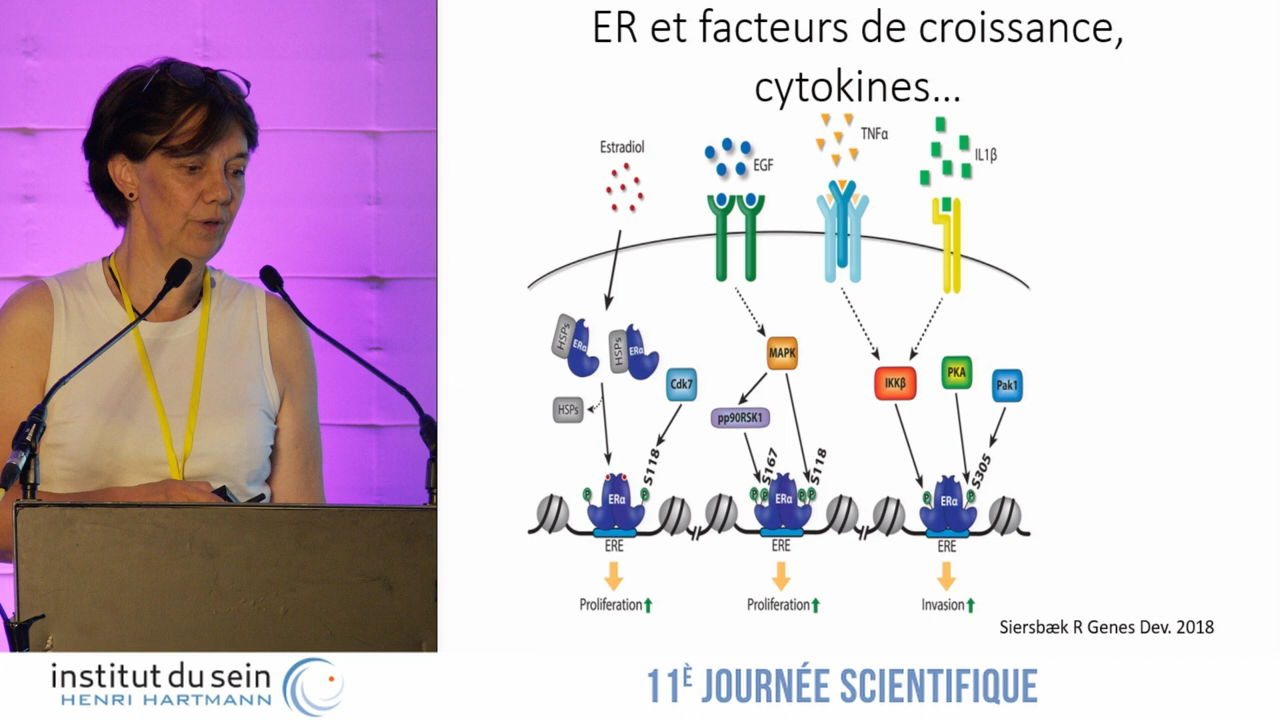 ER et facteurs de croissance,
cytokines...
Estradiol
EGF
TNFα
IL1β
HSPs
ERα
HSPs
ERα
HSPs
Cdk7
MAPK
pp90RSK1
IKKβ
PKA
Pak1
S118
S167
S118
S305
P
ERα
P
P
P
ERα
P
P
P
ERα
P
P
ERE
ERE
ERE
Proliferation
Proliferation
Invasion
Siersbæk R Genes Dev. 2018
institut du sein
HENRI HARTMANN
11È JOURNÉE SCIENTIFIQUE